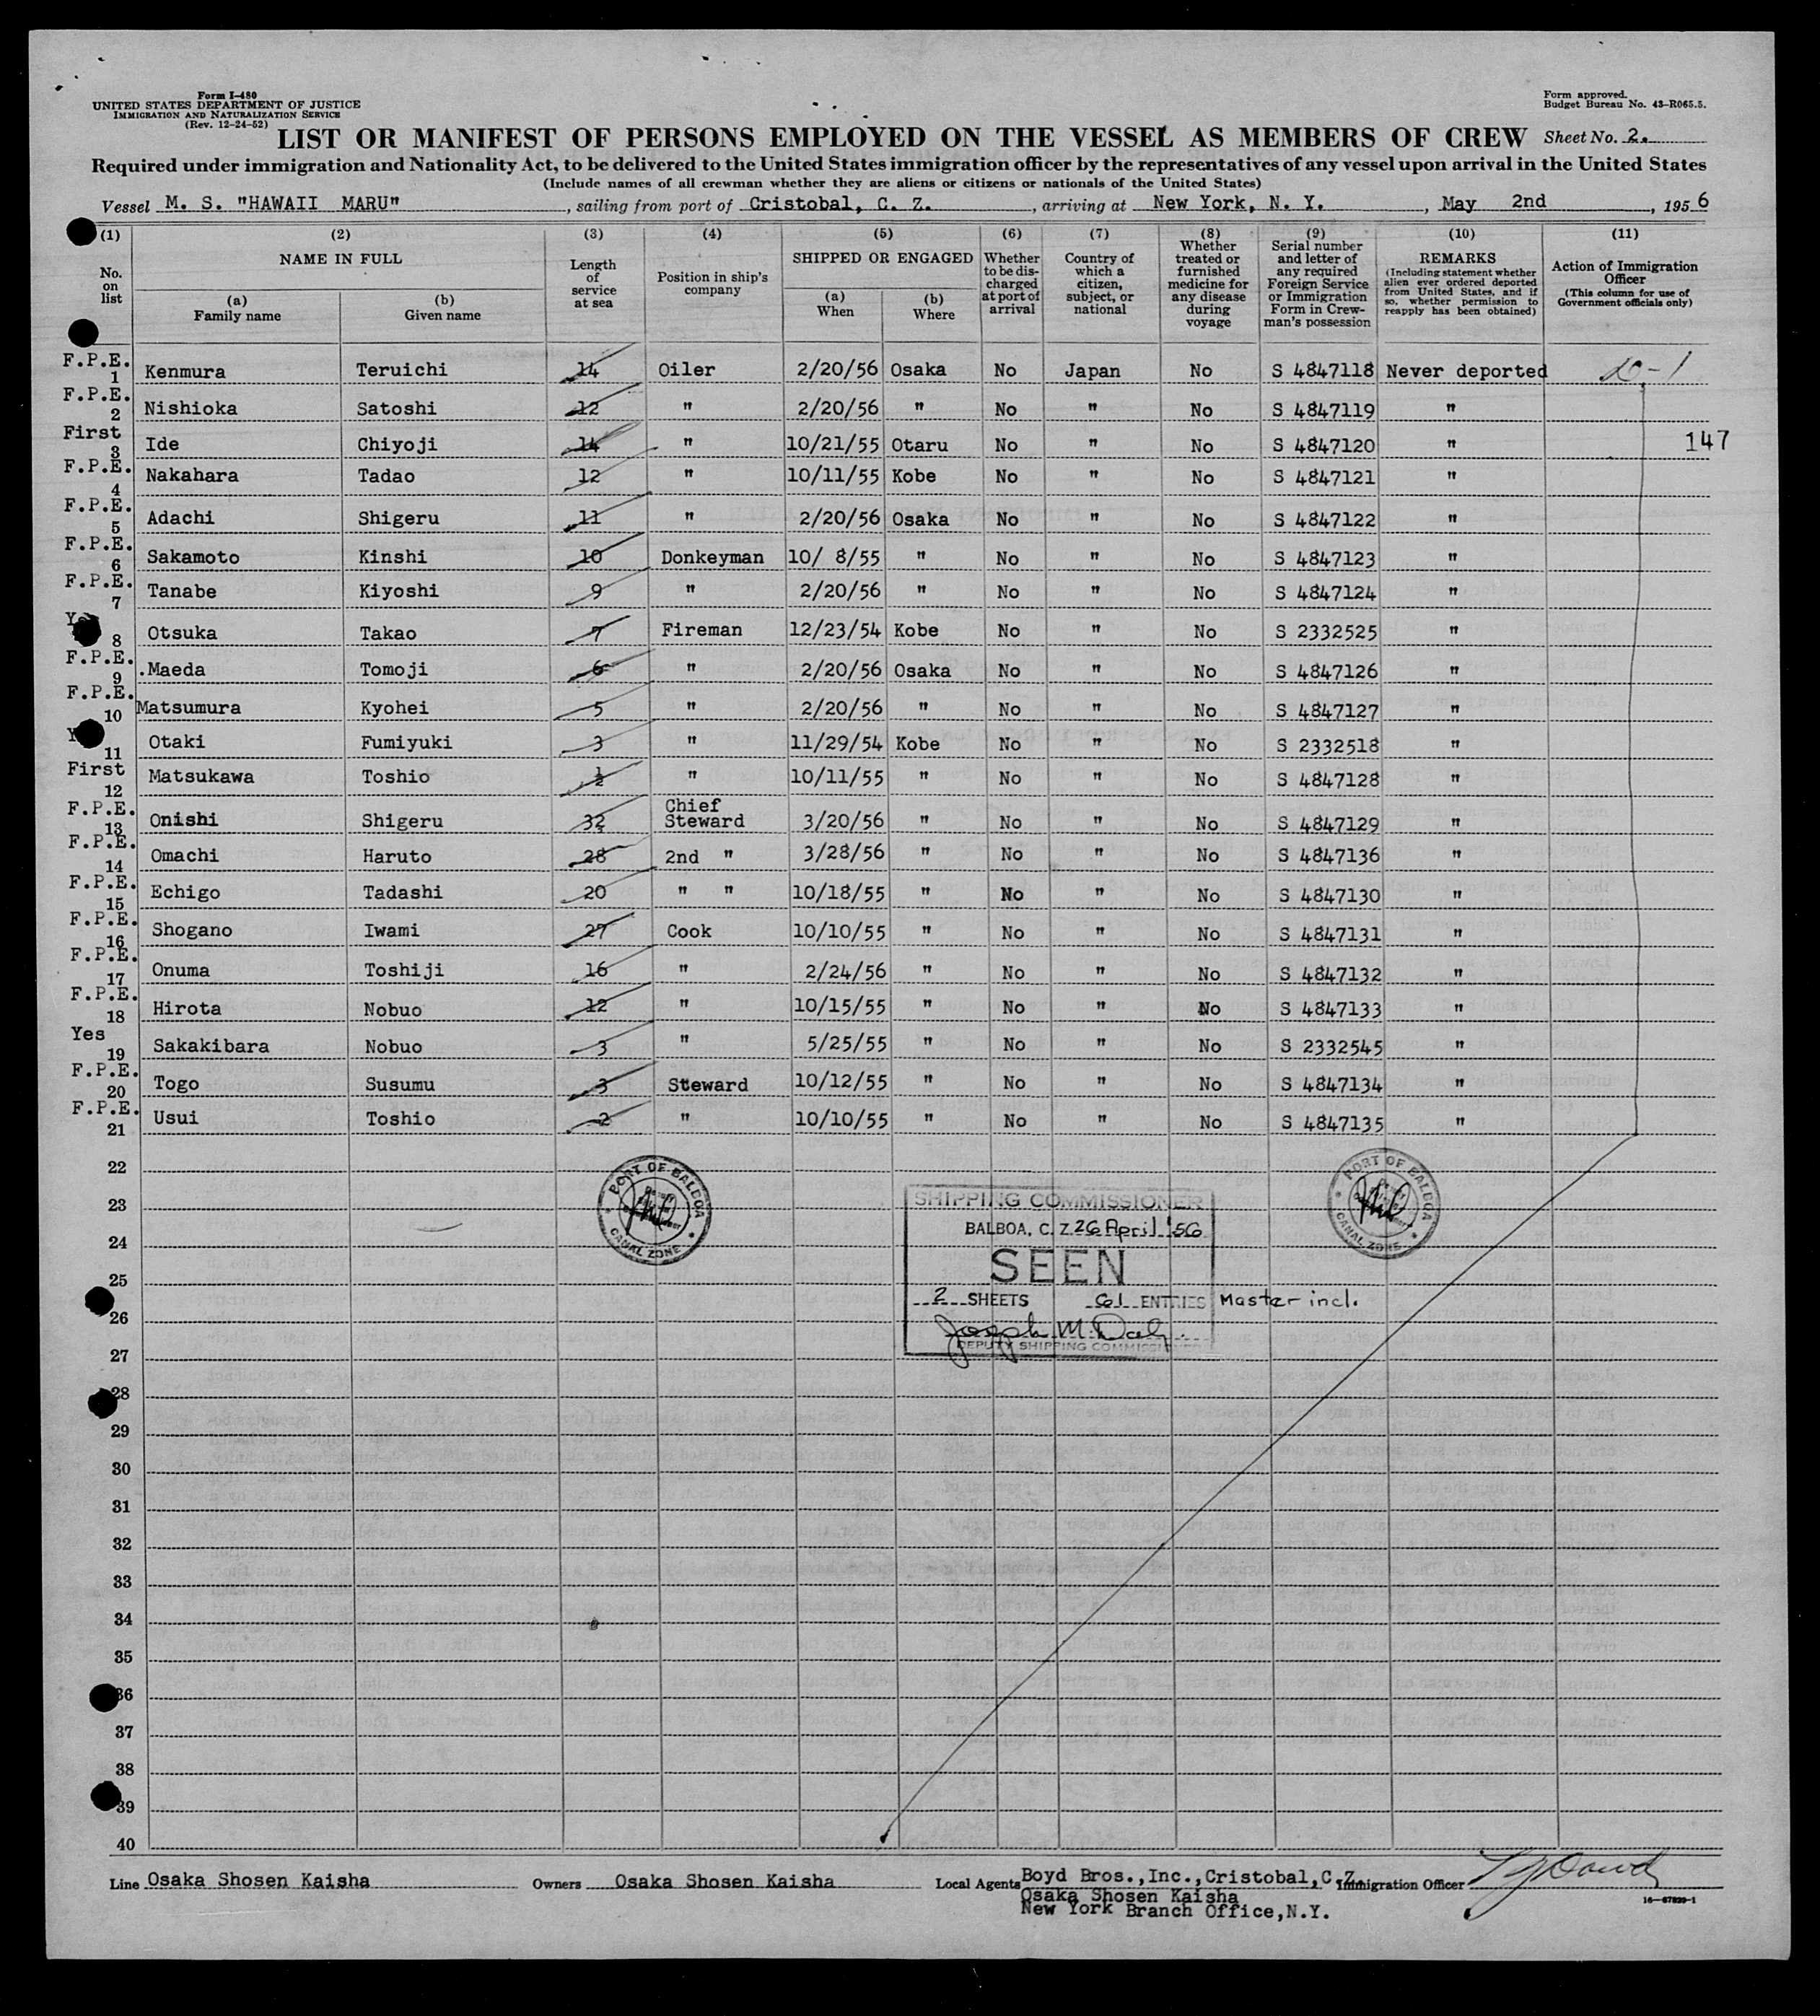 Form I-480
UNITED STATES DEPARTMENT OF JUSTICE
IMMIGRATION AND NATURALIZATION SERVICE
(Rev. 12-24-52)
Form approved.
Budget Bureau No. 43-R065.5.
LIST OR MANIFEST OF PERSONS EMPLOYED ON THE VESSEL AS MEMBERS OF CREW Sheet No. 2.
Required under immigration and Nationality Act, to be delivered to the United States immigration officer by the representatives of any vessel upon arrival in the United States
(Include names of all crewman whether they are aliens or citizens or nationals of the United States)
Vessel M. S. "HAWAII MARU", sailing from port of Cristobal, C. Z., arriving at New York, N. Y., May 2nd, 1956
(1) (2) (3) (4) (5) (6) (7) (8) (9) (10) (11)
No. on list
NAME IN FULL
(a) Family name
(b) Given name
Length of service at sea
Position in ship's company
SHIPPED OR ENGAGED
(a) When
(b) Where
Whether to be discharged at port of arrival
Country of which a citizen, subject, or national
Whether treated or furnished medicine for any disease during voyage
Serial number and letter of any required Foreign Service or Immigration Form in Crewman's possession
REMARKS
(Including statement whether alien ever ordered deported from United States, and if so, whether permission to reapply has been obtained)
Action of Immigration Officer
(This column for use of Government officials only)
F.P.E. 1 Kenmura Teruichi 14 Oiler 2/20/56 Osaka No Japan No S 4847118 Never deported
F.P.E. 2 Nishioka Satoshi 12 " 2/20/56 " No " No S 4847119 "
First 3 Ide Chiyoji 14 " 10/21/55 Otaru No " No S 4847120 " 147
F.P.E. 4 Nakahara Tadao 12 " 10/11/55 Kobe No " No S 4847121 "
F.P.E. 5 Adachi Shigeru 11 " 2/20/56 Osaka No " No S 4847122 "
F.P.E. 6 Sakamoto Kinshi 10 Donkeyman 10/ 8/55 " No " No S 4847123 "
F.P.E. 7 Tanabe Kiyoshi 9 " 2/20/56 " No " No S 4847124 "
8 Otsuka Takao 7 Fireman 12/23/54 Kobe No " No S 2332525 "
F.P.E. 9 .Maeda Tomoji 6 " 2/20/56 Osaka No " No S 4847126 "
F.P.E. 10 Matsumura Kyohei 5 " 2/20/56 " No " No S 4847127 "
11 Otaki Fumiyuki 3 " 11/29/54 Kobe No " No S 2332518 "
First 12 Matsukawa Toshio ½ " 10/11/55 " No " No S 4847128 "
F.P.E. 13 Onishi Shigeru 32 Chief Steward 3/20/56 " No " No S 4847129 "
F.P.E. 14 Omachi Haruto 28 2nd " 3/28/56 " No " No S 4847136 "
F.P.E. 15 Echigo Tadashi 20 " " 10/18/55 " No " No S 4847130 "
F.P.E. 16 Shogano Iwami 27 Cook 10/10/55 " No " No S 4847131 "
F.P.E. 17 Onuma Toshiji 16 " 2/24/56 " No " No S 4847132 "
F.P.E. 18 Hirota Nobuo 12 " 10/15/55 " No " No S 4847133 "
Yes 19 Sakakibara Nobuo 3 " 5/25/55 " No " No S 2332545 "
F.P.E. 20 Togo Susumu 3 Steward 10/12/55 " No " No S 4847134 "
F.P.E. 21 Usui Toshio 2 " 10/10/55 " No " No S 4847135 "
22
23
24
25
26
27
28
29
30
31
32
33
34
35
36
37
38
39
40
PORT OF BALBOA
CANAL ZONE
SHIPPING COMMISSIONER
BALBOA, C. Z. 26 April '56
SEEN
2 SHEETS 61 ENTRIES Master incl.
Joseph M. Daly.
DEPUTY SHIPPING COMMISSIONER
PORT OF BALBOA
CANAL ZONE
Line Osaka Shosen Kaisha Owners Osaka Shosen Kaisha Local Agents Boyd Bros.,Inc.,Cristobal,C.Z. Immigration Officer
Osaka Shosen Kaisha
New York Branch Office,N.Y.